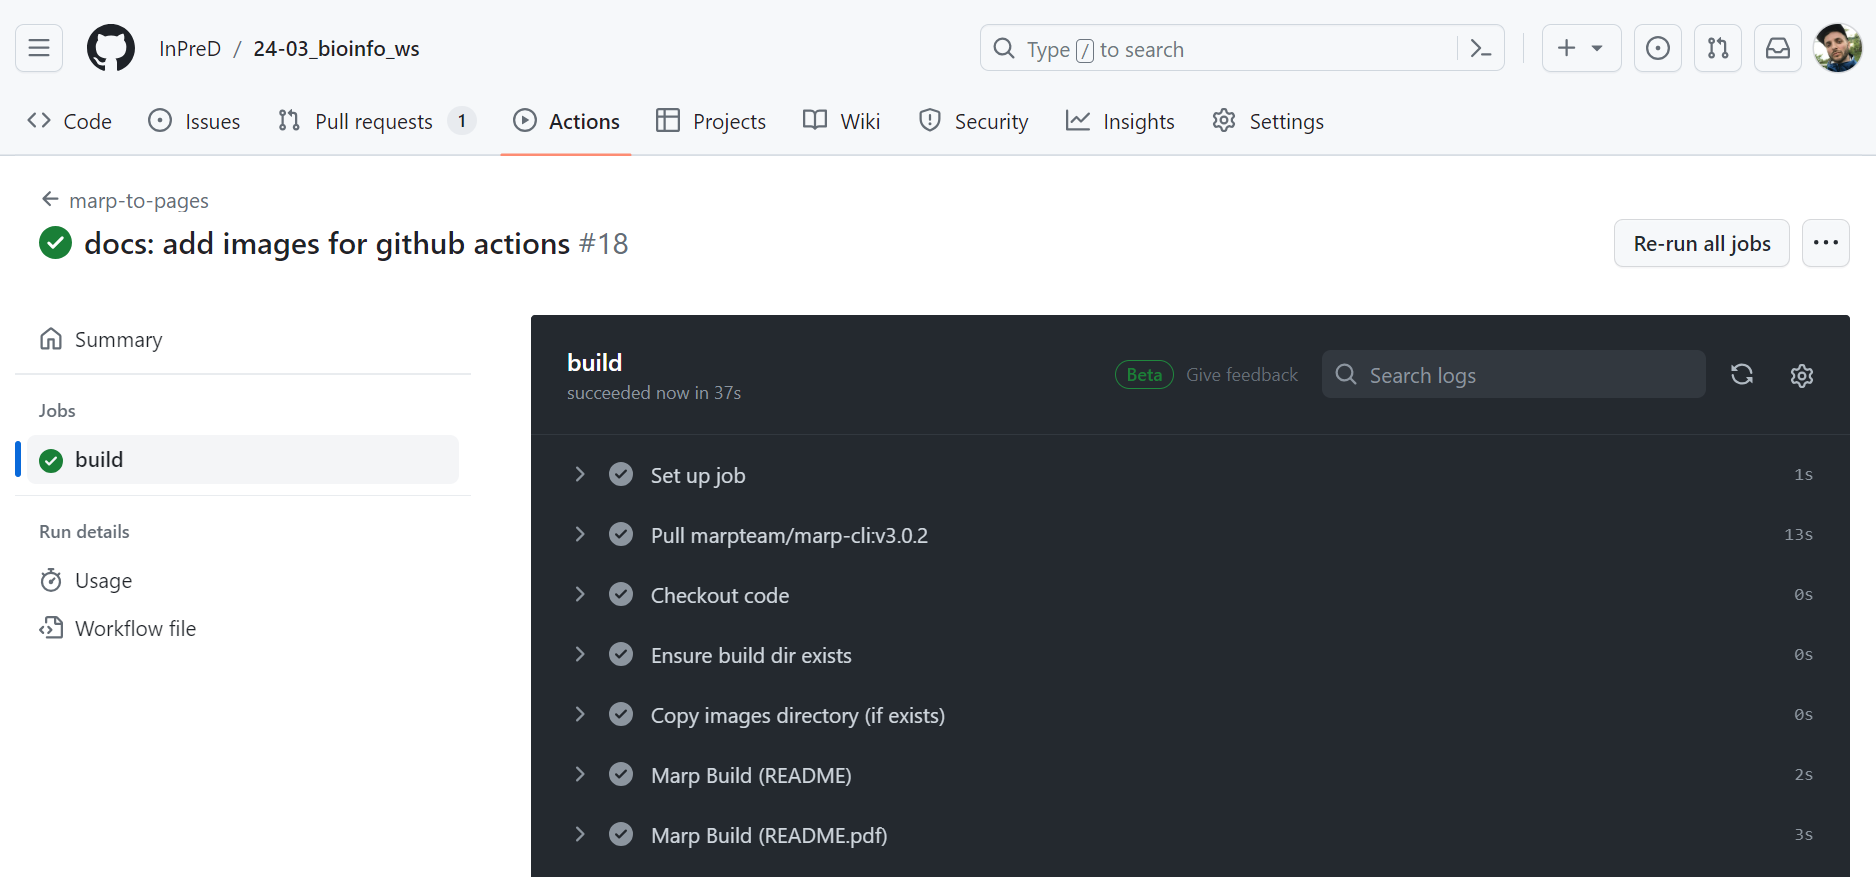 InPreD / 24-03_bioinfo_ws
Type / to search
Code
Issues
Pull requests 1
Actions
Projects
Wiki
Security
Insights
Settings
marp-to-pages
docs: add images for github actions #18
Re-run all jobs
Summary
Jobs
build
Run details
Usage
Workflow file
build
succeeded now in 37s
Beta
Give feedback
Search logs
Set up job 1s
Pull marpteam/marp-cli:v3.0.2 13s
Checkout code 0s
Ensure build dir exists 0s
Copy images directory (if exists) 0s
Marp Build (README) 2s
Marp Build (README.pdf) 3s